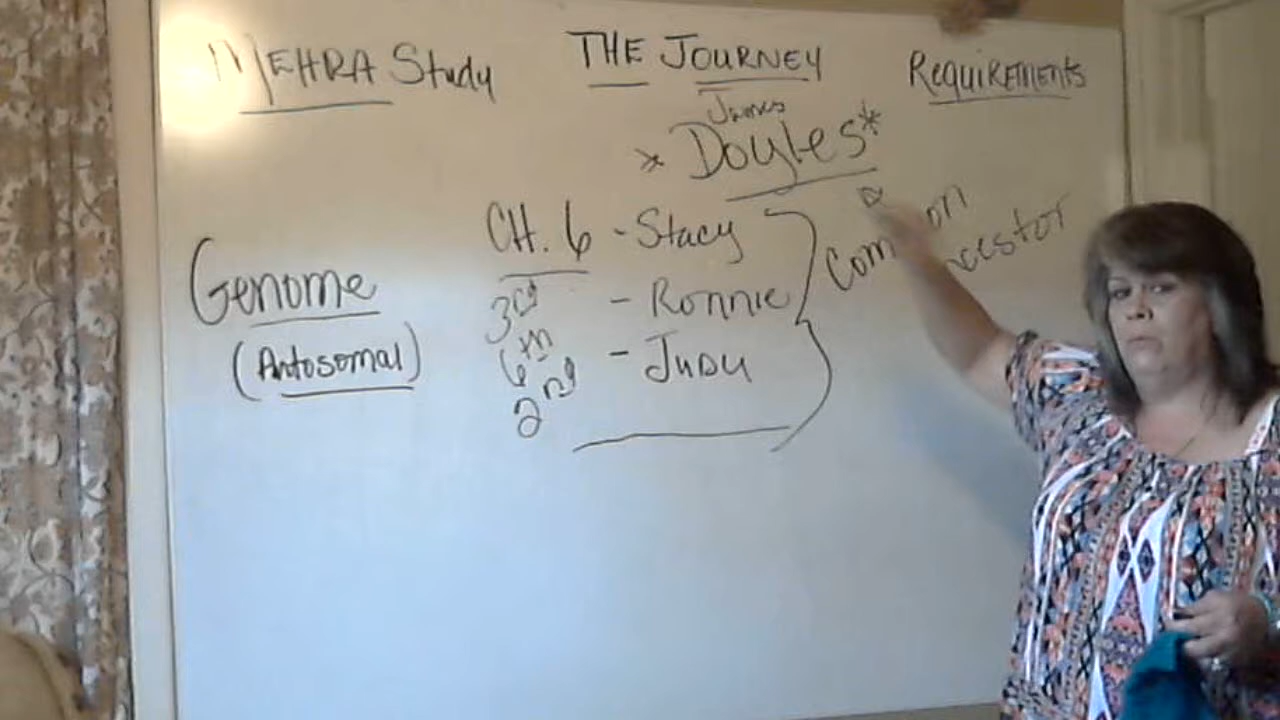 MEHRA Study
THE JOURNEY
REQUIREMENTS
James
* Doyles*
Genome
(Autosomal)
CH. 6 - Stacy
3rd - Ronnie
6th - Judy
2nd
Common
Ancestor